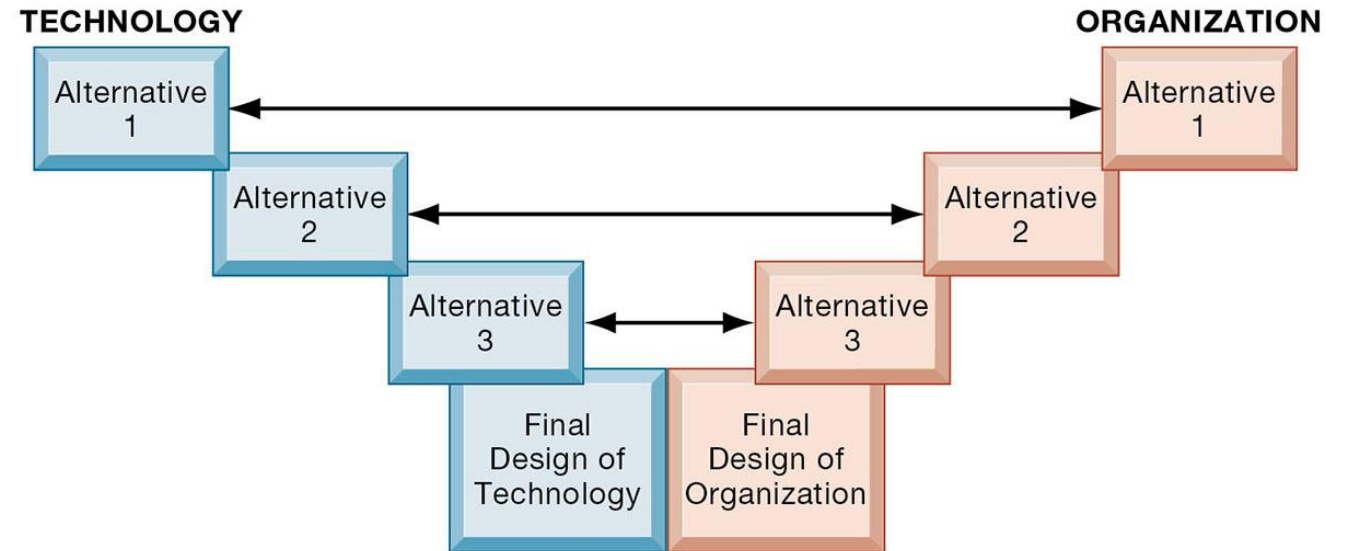 TECHNOLOGY
ORGANIZATION
Alternative
1
Alternative
1
Alternative
2
Alternative
2
Alternative
3
Alternative
3
Final
Design of
Technology
Final
Design of
Organization